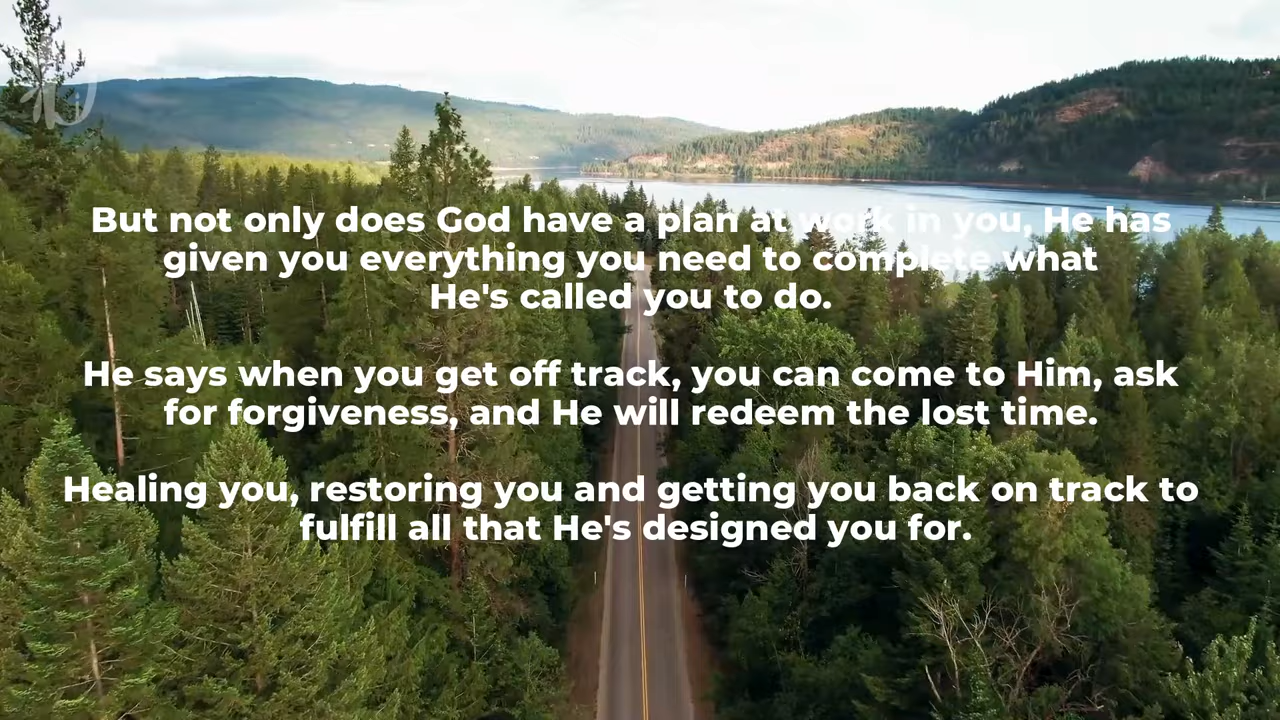 But not only does God have a plan at work in you, He has
given you everything you need to complete what
He's called you to do.
He says when you get off track, you can come to Him, ask
for forgiveness, and He will redeem the lost time.
Healing you, restoring you and getting you back on track to
fulfill all that He's designed you for.